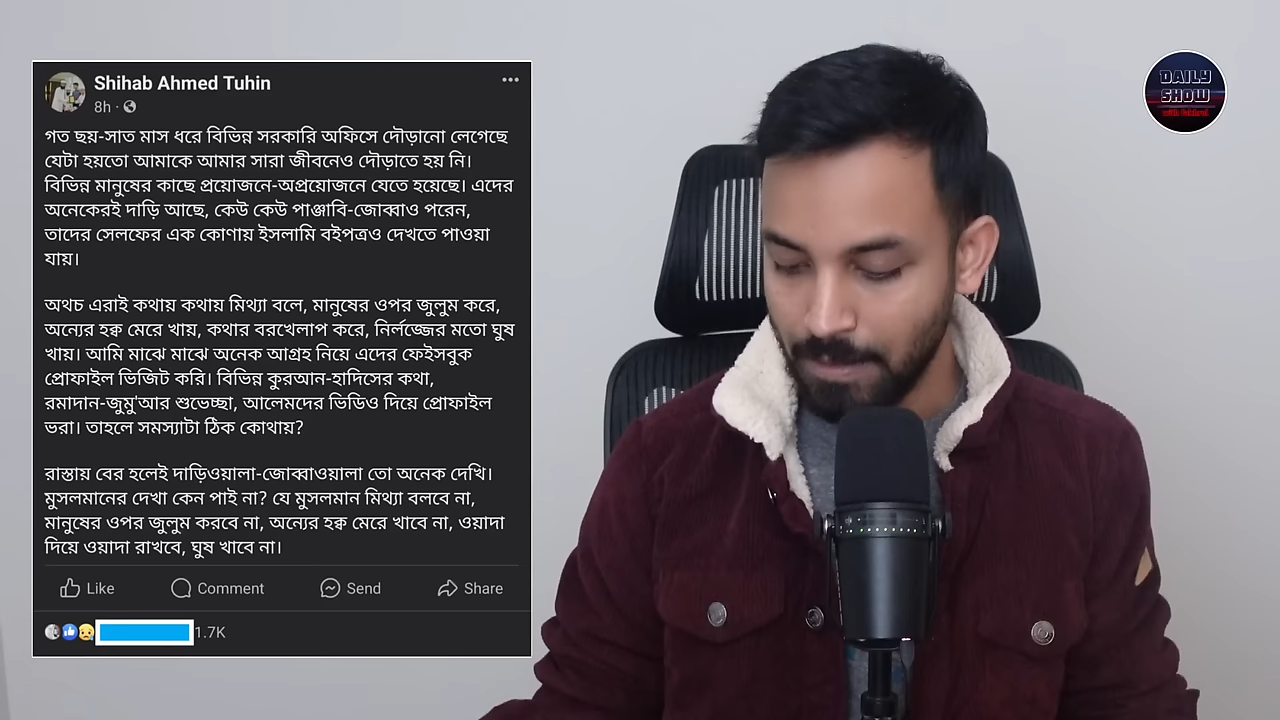 Shihab Ahmed Tuhin
8h
গত ছয়-সাত মাস ধরে বিভিন্ন সরকারি অফিসে দৌড়ানো লেগেছে
যেটা হয়তো আমাকে আমার সারা জীবনেও দৌড়াতে হয় নি।
বিভিন্ন মানুষের কাছে প্রয়োজনে-অপ্রয়োজনে যেতে হয়েছে। এদের
অনেকেরই দাড়ি আছে, কেউ কেউ পাঞ্জাবি-জোব্বাও পরেন,
তাদের সেলফের এক কোণায় ইসলামি বইপত্রও দেখতে পাওয়া
যায়।
অথচ এরাই কথায় কথায় মিথ্যা বলে, মানুষের ওপর জুলুম করে,
অন্যের হক্ব মেরে খায়, কথার বরখেলাপ করে, নির্লজ্জের মতো ঘুষ
খায়। আমি মাঝে মাঝে অনেক আগ্রহ নিয়ে এদের ফেইসবুক
প্রোফাইল ভিজিট করি। বিভিন্ন কুরআন-হাদিসের কথা,
রমাদান-জুমু'আর শুভেচ্ছা, আলেমদের ভিডিও দিয়ে প্রোফাইল
ভরা। তাহলে সমস্যাটা ঠিক কোথায়?
রাস্তায় বের হলেই দাড়িওয়ালা-জোব্বাওয়ালা তো অনেক দেখি।
মুসলমানের দেখা কেন পাই না? যে মুসলমান মিথ্যা বলবে না,
মানুষের ওপর জুলুম করবে না, অন্যের হক্ব মেরে খাবে না, ওয়াদা
দিয়ে ওয়াদা রাখবে, ঘুষ খাবে না।
Like Comment Send Share
1.7K
DAILY
SHOW